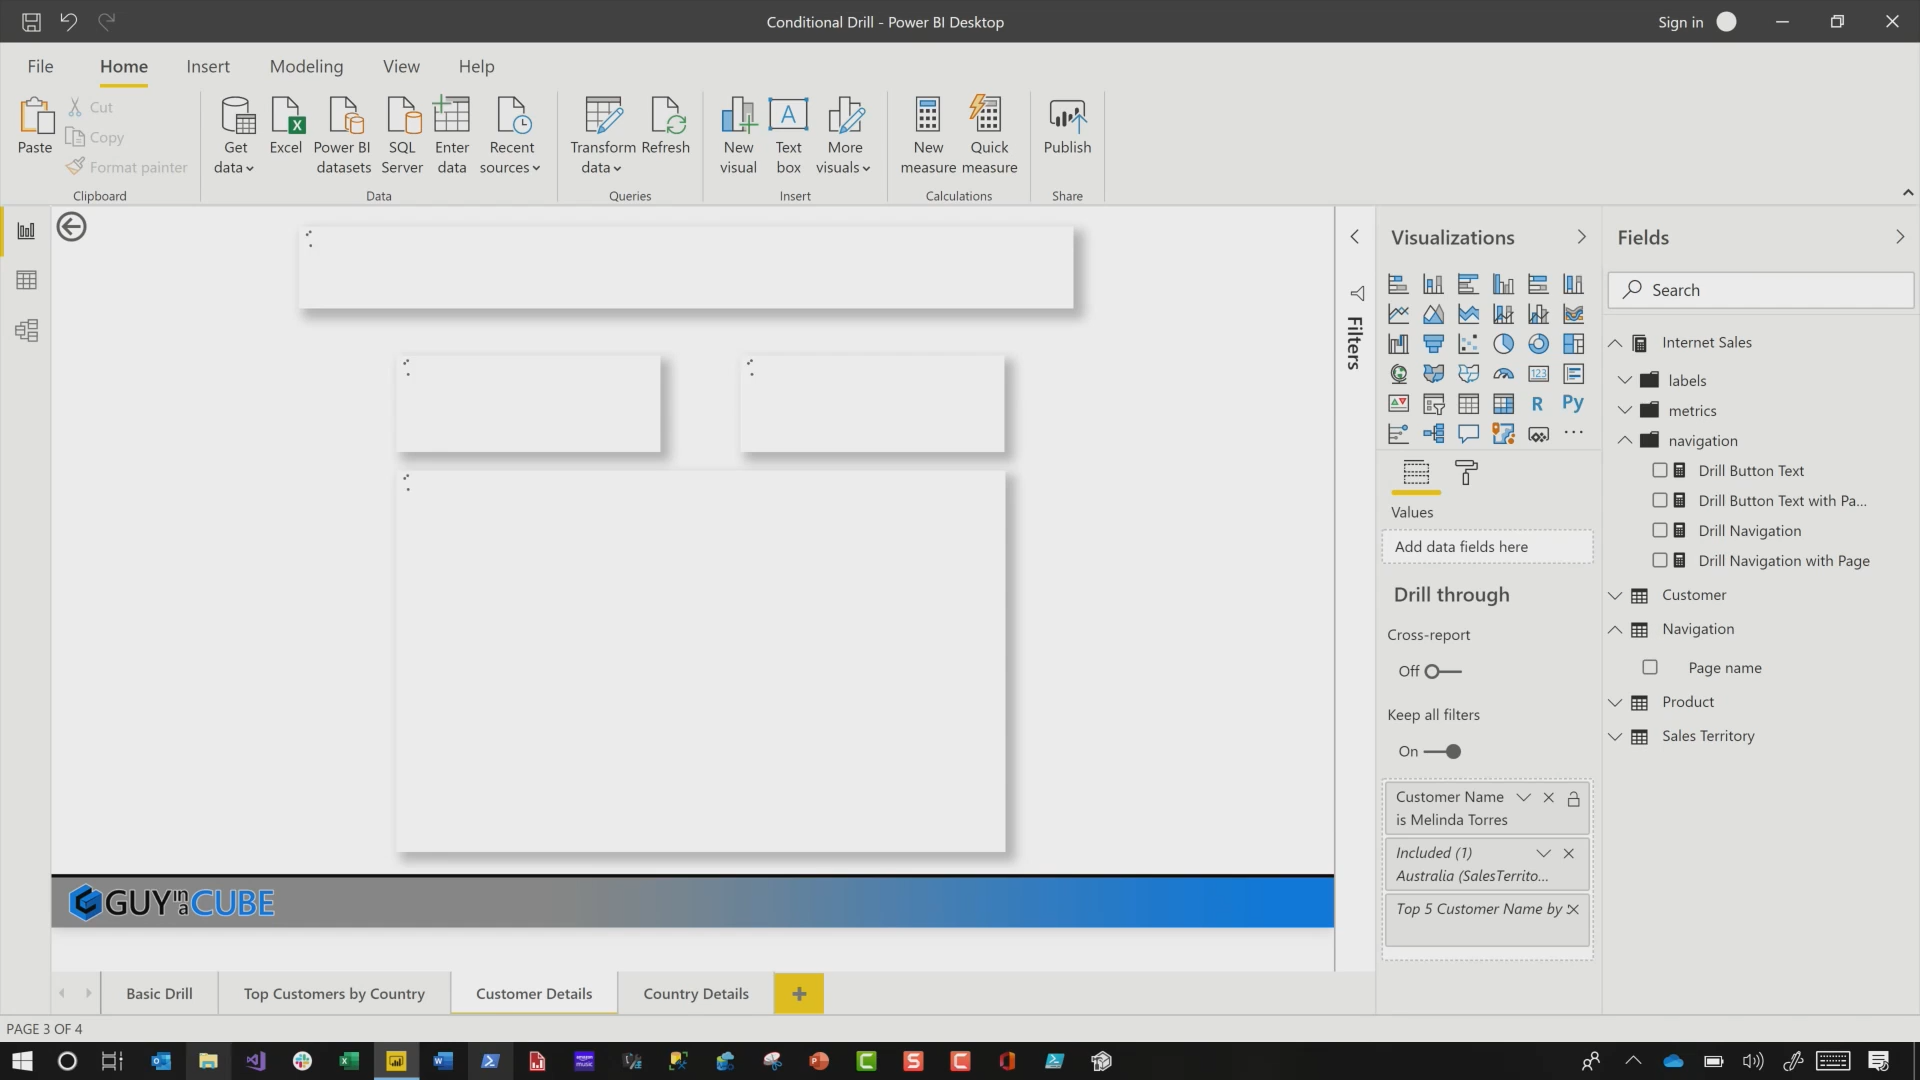 Conditional Drill - Power BI Desktop
Sign in
File
Home
Insert
Modeling
View
Help
Paste
Cut
Copy
Format painter
Clipboard
Get
data
Excel
Power BI
datasets
SQL
Server
Enter
data
Recent
sources
Data
Transform
data
Refresh
Queries
New
visual
Text
box
More
visuals
Insert
New
measure
Quick
measure
Calculations
Publish
Share
Filters
Visualizations
R
Py
123
Values
Add data fields here
Drill through
Cross-report
Off
Keep all filters
On
Customer Name
is Melinda Torres
Included (1)
Australia (SalesTerrito...
Top 5 Customer Name by
Fields
Search
Internet Sales
labels
metrics
navigation
Drill Button Text
Drill Button Text with Pa...
Drill Navigation
Drill Navigation with Page
Customer
Navigation
Page name
Product
Sales Territory
GUY in a CUBE
Basic Drill
Top Customers by Country
Customer Details
Country Details
PAGE 3 OF 4